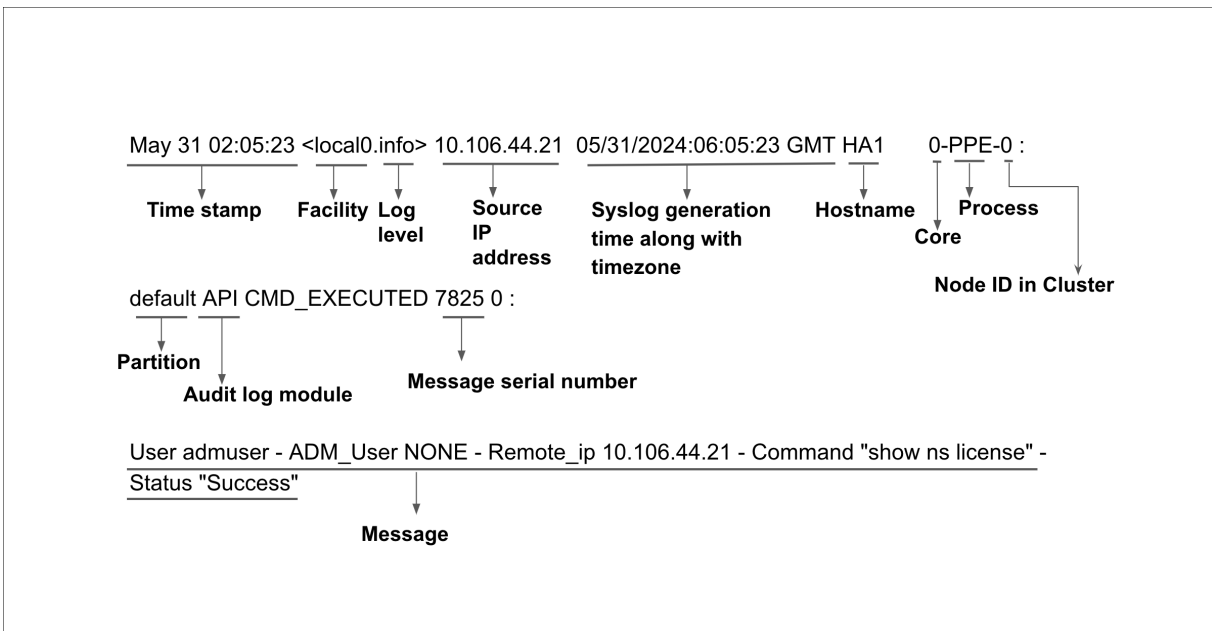 May 31 02:05:23 <local0.info> 10.106.44.21 05/31/2024:06:05:23 GMT HA1 0-PPE-0 :
Time stamp Facility Log level Source IP address Syslog generation time along with timezone Hostname Core Process
Node ID in Cluster
default API CMD_EXECUTED 7825 0 :
Partition
Audit log module
Message serial number
User admuser - ADM_User NONE - Remote_ip 10.106.44.21 - Command "show ns license" -
Status "Success"
Message